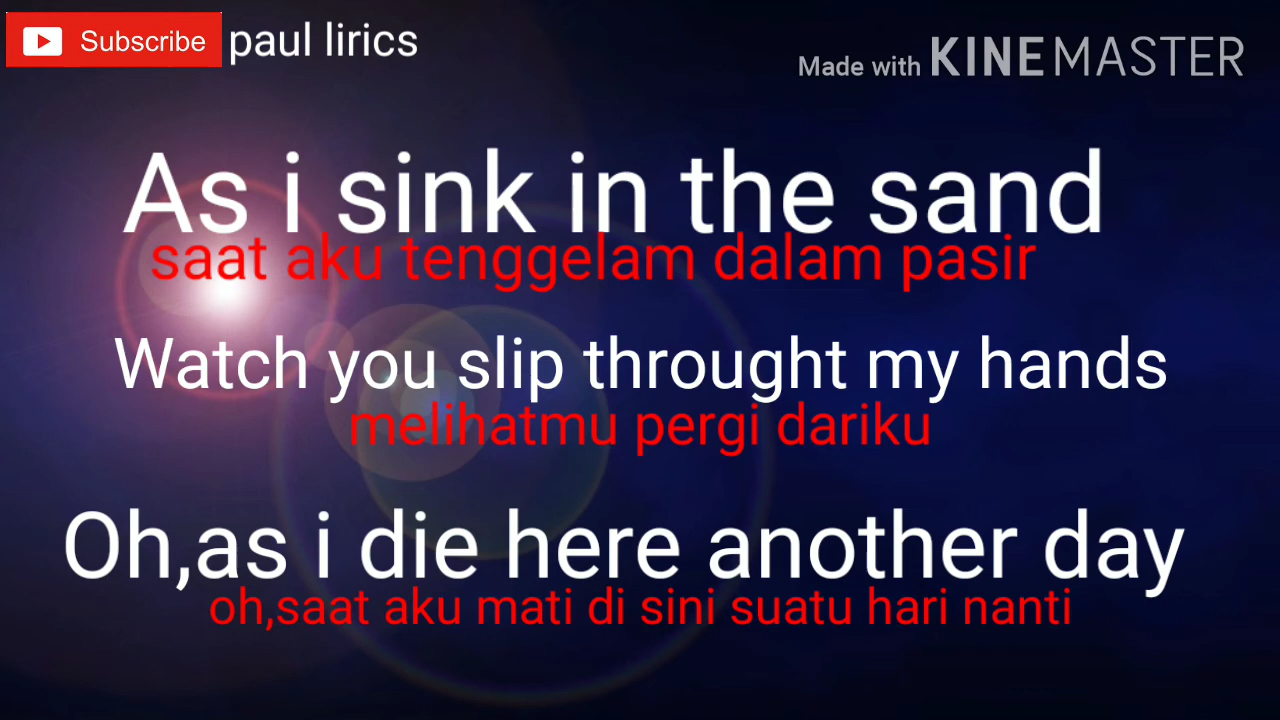 Subscribe paul lirics
Made with KINEMASTER
As i sink in the sand
saat aku tenggelam dalam pasir
Watch you slip throught my hands
melihatmu pergi dariku
Oh,as i die here another day
oh,saat aku mati di sini suatu hari nanti